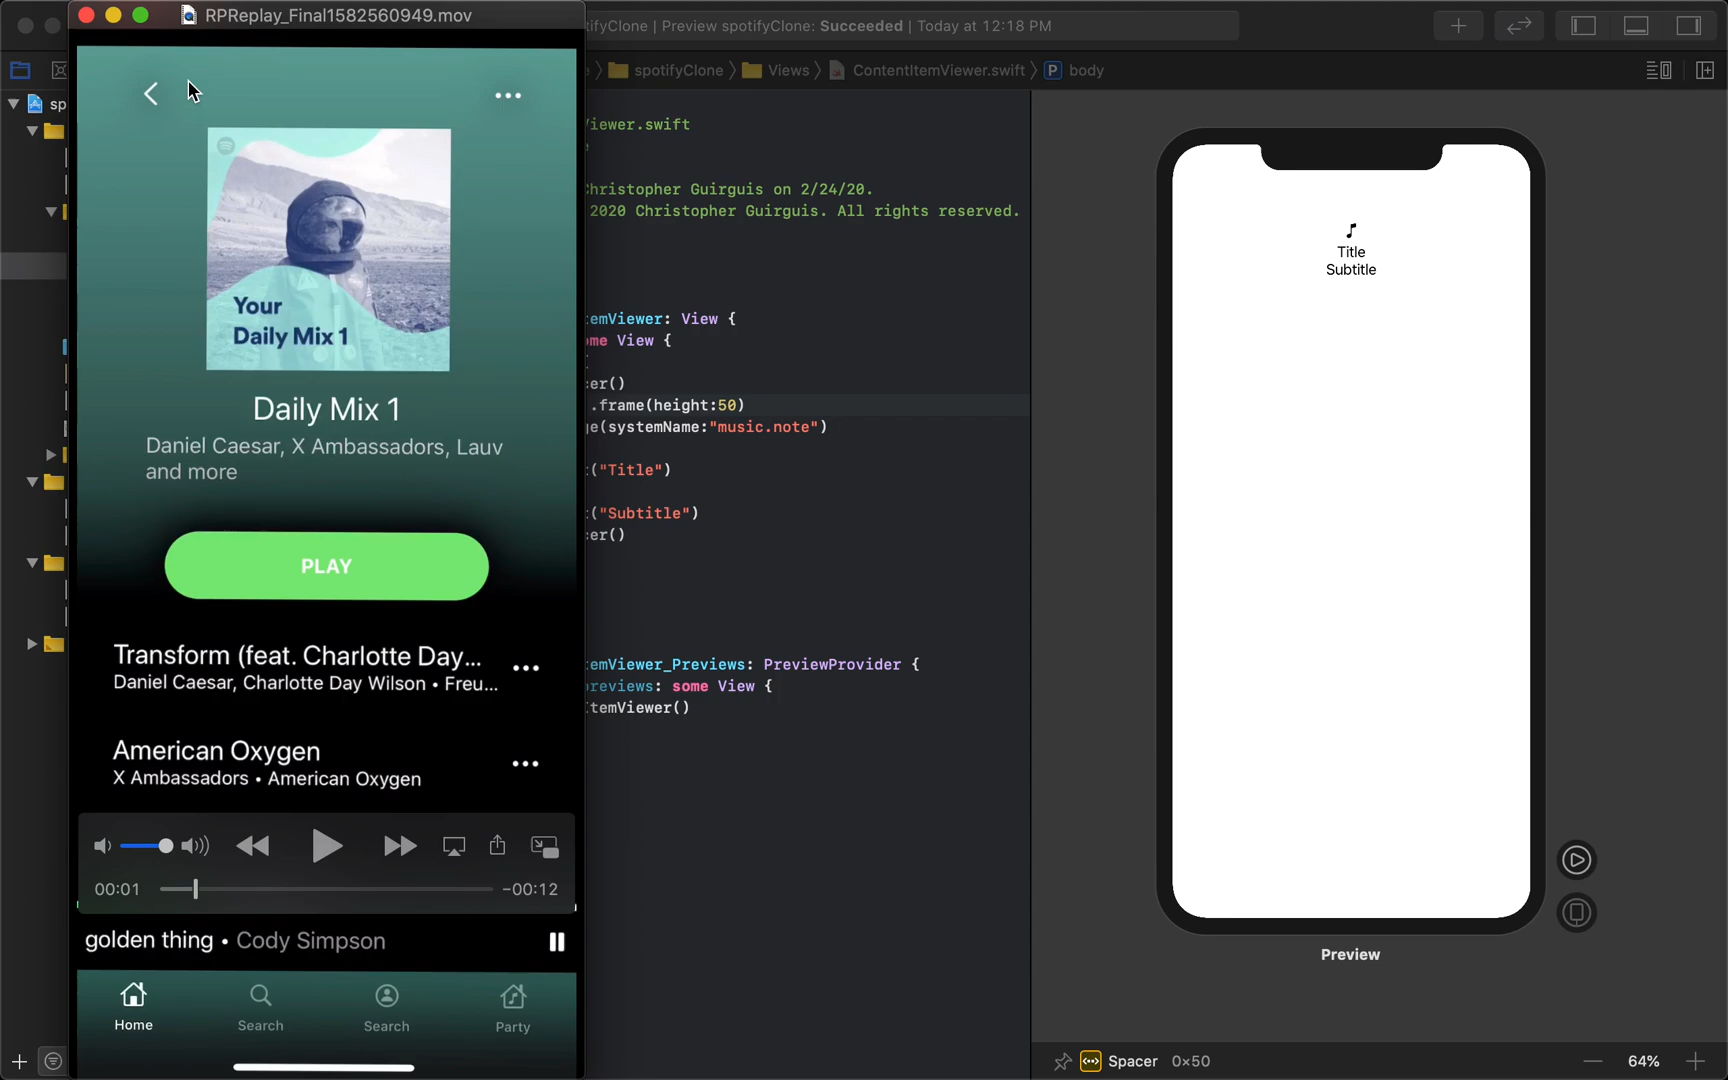 RPReplay_Final1582560949.mov
tifyClone | Preview spotifyClone: Succeeded | Today at 12:18 PM
spotifyClone
Views
ContentItemViewer.swift
P
body
sp
Your
Daily Mix 1
Daily Mix 1
Daniel Caesar, X Ambassadors, Lauv
and more
PLAY
Transform (feat. Charlotte Day...
Daniel Caesar, Charlotte Day Wilson • Freu...
American Oxygen
X Ambassadors • American Oxygen
00:01
-00:12
golden thing • Cody Simpson
Home
Search
Search
Party
iewer.swift
Christopher Guirguis on 2/24/20.
2020 Christopher Guirguis. All rights reserved.
emViewer: View {
me View {
er()
.frame(height:50)
ge(systemName:"music.note")
("Title")
("Subtitle")
er()
emViewer_Previews: PreviewProvider {
previews: some View {
temViewer()
Title
Subtitle
Preview
Spacer
0×50
64%